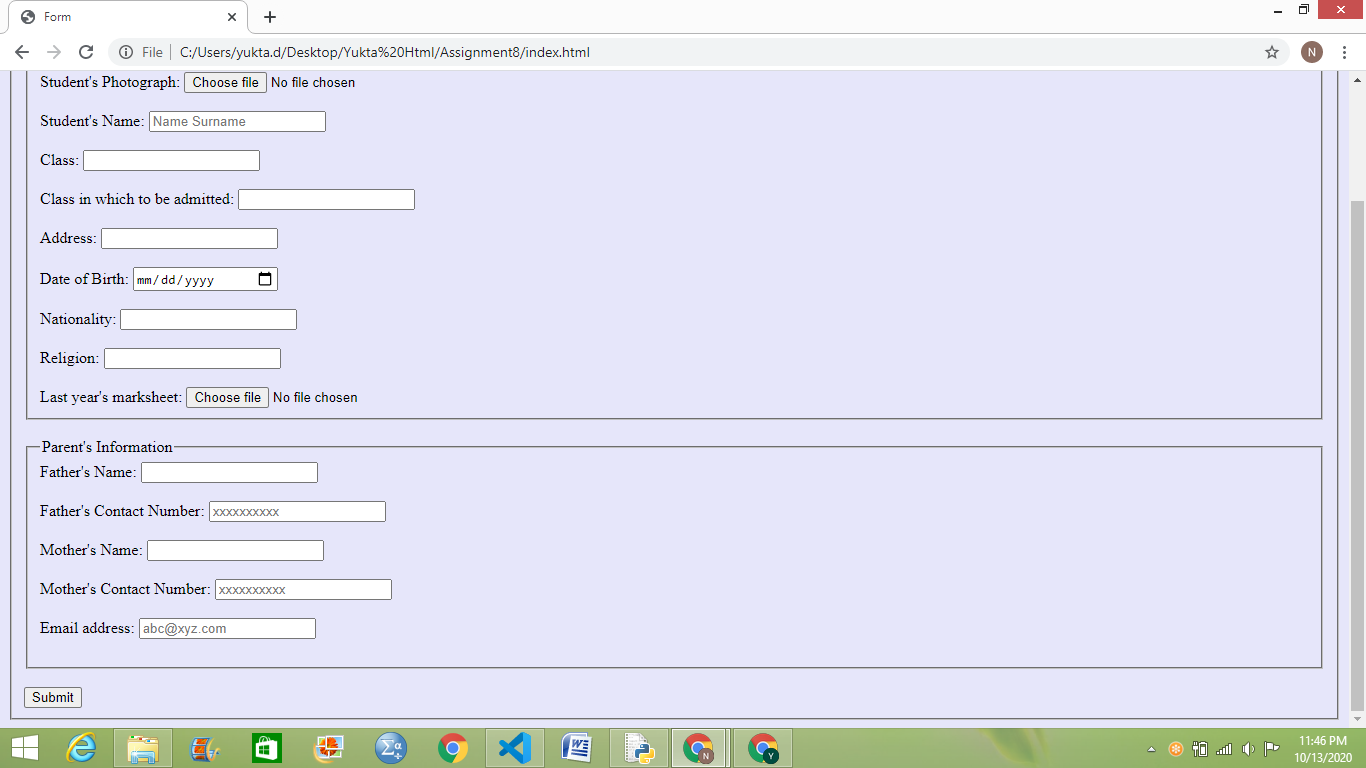 Form
File C:/Users/yukta.d/Desktop/Yukta%20Html/Assignment8/index.html
N
Student's Photograph: Choose file No file chosen
Student's Name: Name Surname
Class:
Class in which to be admitted:
Address:
Date of Birth: mm/dd/yyyy
Nationality:
Religion:
Last year's marksheet: Choose file No file chosen
Parent's Information
Father's Name:
Father's Contact Number: xxxxxxxxxx
Mother's Name:
Mother's Contact Number: xxxxxxxxxx
Email address: abc@xyz.com
Submit
Σα
W
N
Y
11:46 PM
10/13/2020